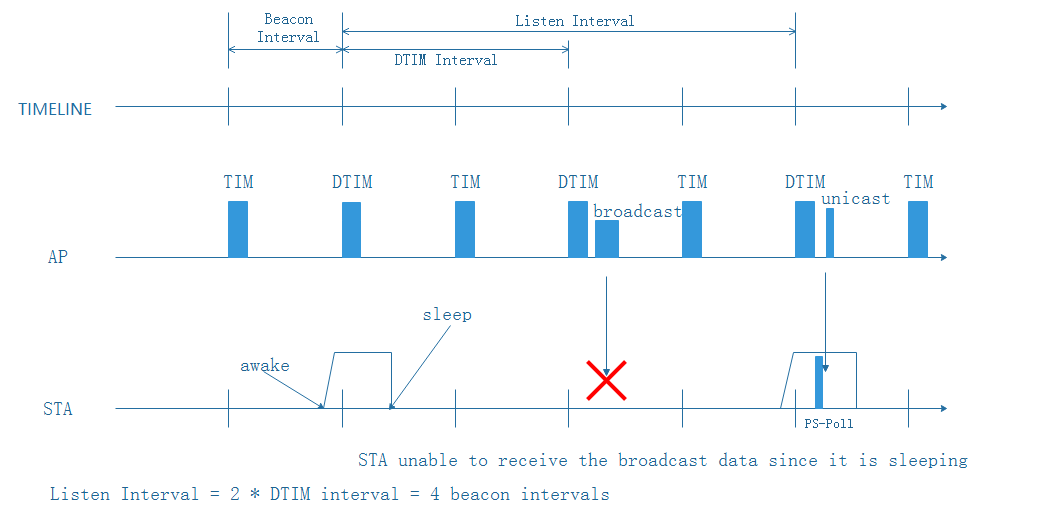 Beacon
Interval
Listen Interval
DTIM Interval
TIMELINE
TIM
DTIM
TIM
DTIM
TIM
DTIM
TIM
broadcast
unicast
AP
sleep
awake
STA
PS-Poll
STA unable to receive the broadcast data since it is sleeping
Listen Interval = 2 * DTIM interval = 4 beacon intervals